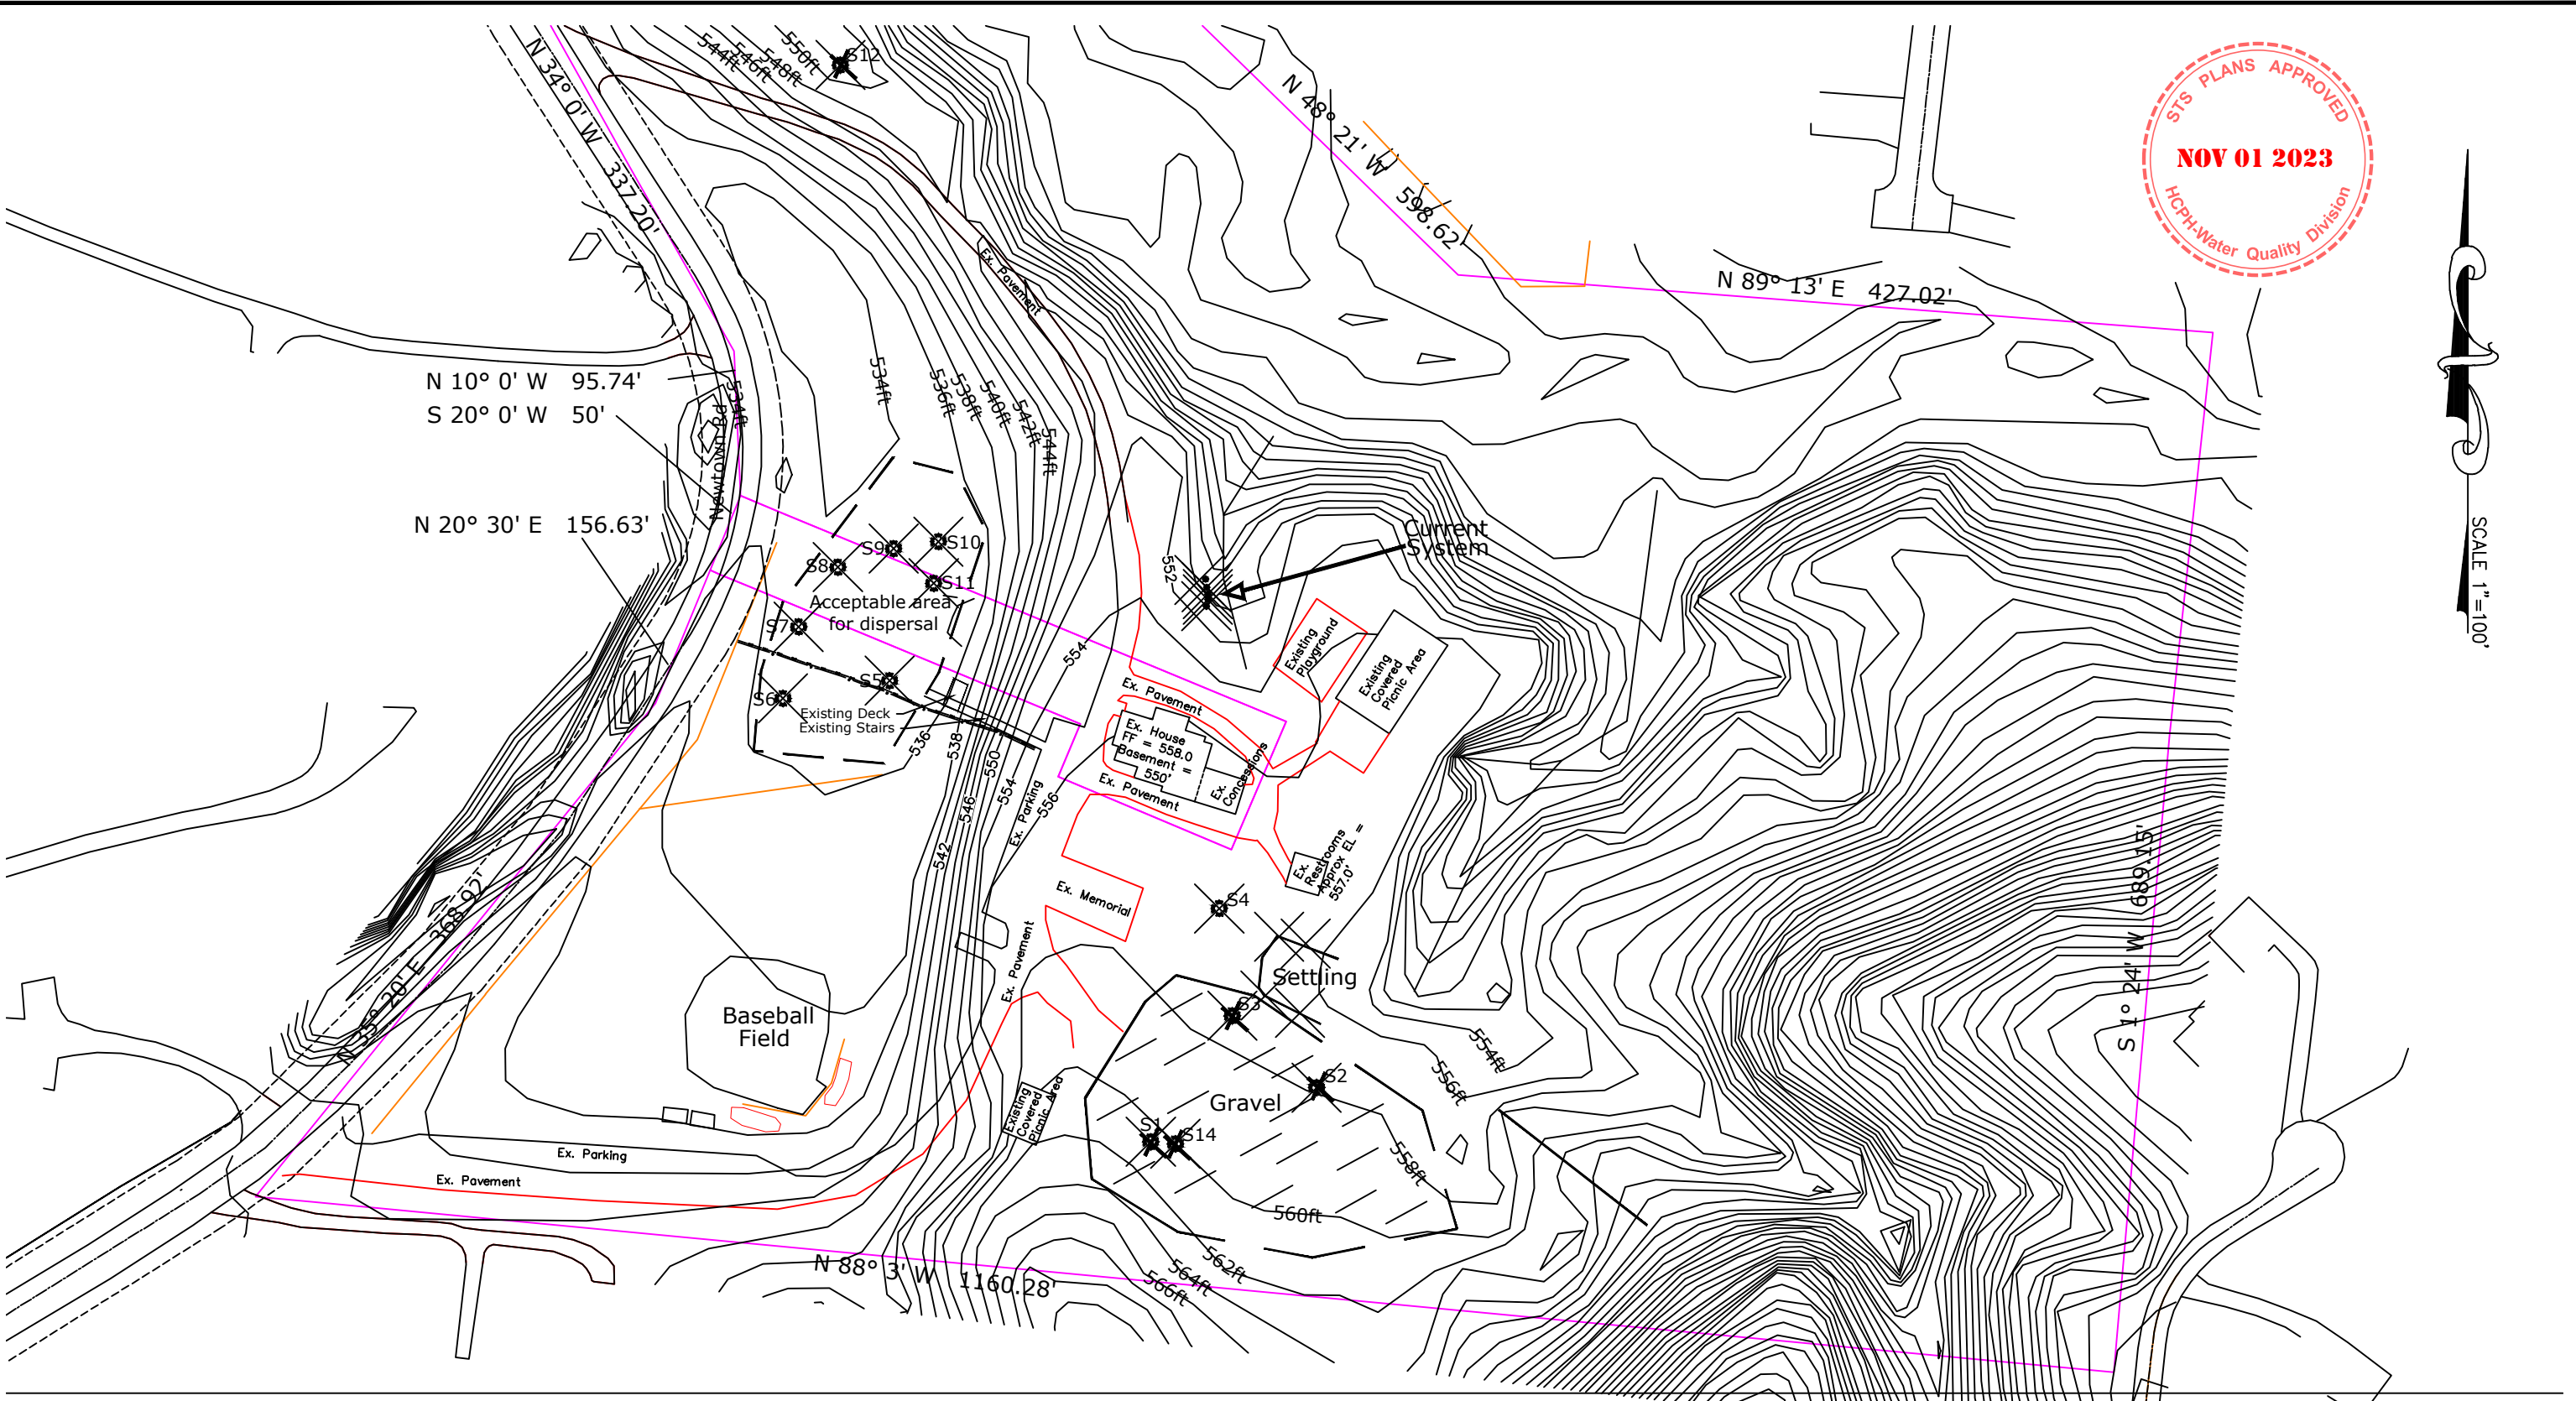 544ft
546ft
548ft
550ft
S12
N 34° 0' W 337.20'
N 48° 21' W 598.62'
STS PLANS APPROVED
NOV 01 2023
HCPH-Water Quality Division
N 89° 13' E 427.02'
Ex. Pavement
N 10° 0' W 95.74'
S 20° 0' W 50'
N 20° 30' E 156.63'
534ft
Newtown Rd
534ft
536ft
538ft
540ft
542ft
544ft
SCALE 1"=100'
Current
System
552
S9
S10
S8
S11
Acceptable area
for dispersal
S7
554
S5
S6
Existing Deck
Existing Stairs
536
538
550
546
554
556
542
Ex. Parking
Existing
Playground
Existing
Covered
Picnic Area
Ex. Pavement
Ex. House
FF = 558.0
Basement =
550'
Ex.
Concessions
Ex. Pavement
Ex.
Restrooms
Approx EL =
557.0'
Ex. Memorial
S4
Settling
S3
S2
Gravel
S1
S14
554ft
556ft
558ft
560ft
562ft
564ft
566ft
Ex. Pavement
Existing
Covered
Picnic Area
Baseball
Field
N 35° 20' E 368.92'
Ex. Parking
Ex. Pavement
N 88° 3' W 1160.28'
S 1° 24' W 689.15'